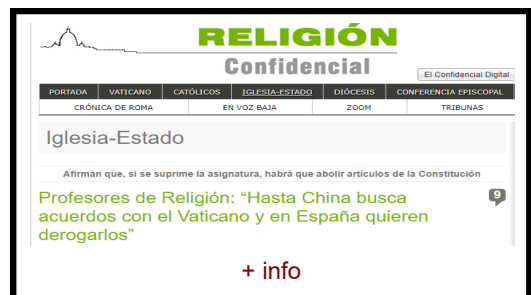 RELIGIÓN
Confidencial
El Confidencial Digital
PORTADA VATICANO CATÓLICOS IGLESIA-ESTADO DIÓCESIS CONFERENCIA EPISCOPAL
CRÓNICA DE ROMA EN VOZ BAJA ZOOM TRIBUNAS
Iglesia-Estado
Afirman que, si se suprime la asignatura, habrá que abolir artículos de la Constitución
Profesores de Religión: “Hasta China busca
acuerdos con el Vaticano y en España quieren
derogarlos”
9
+ info